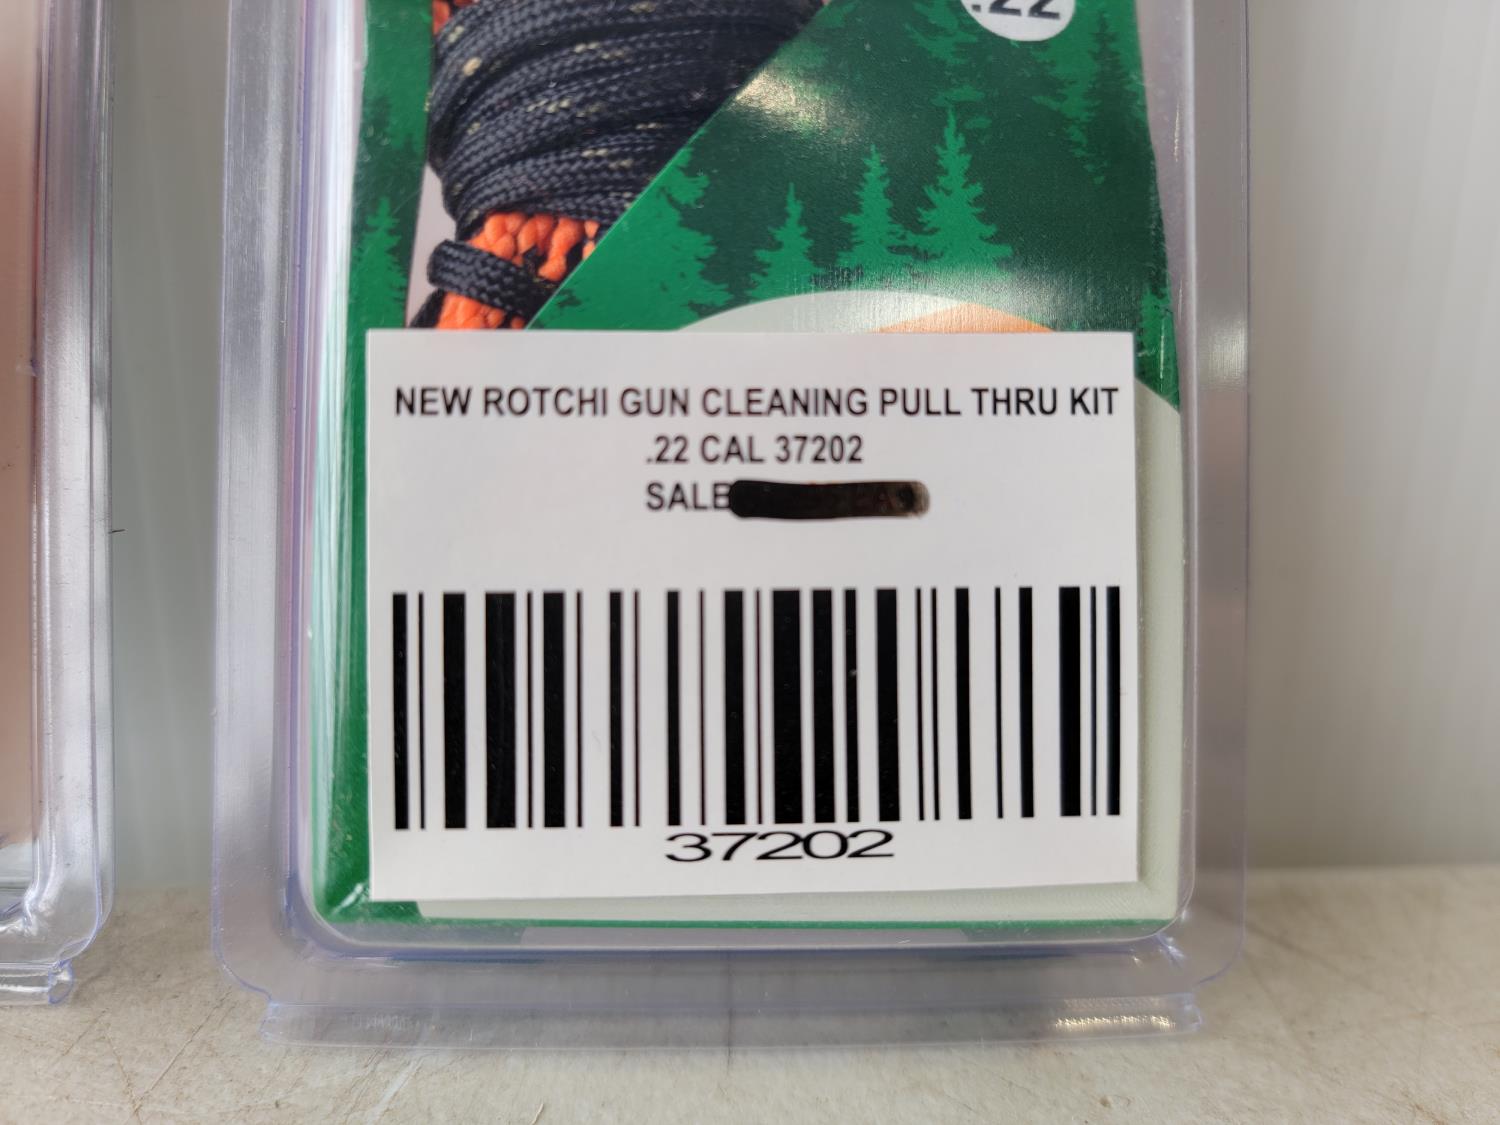 .22
NEW ROTCHI GUN CLEANING PULL THRU KIT
.22 CAL 37202
SALE
37202